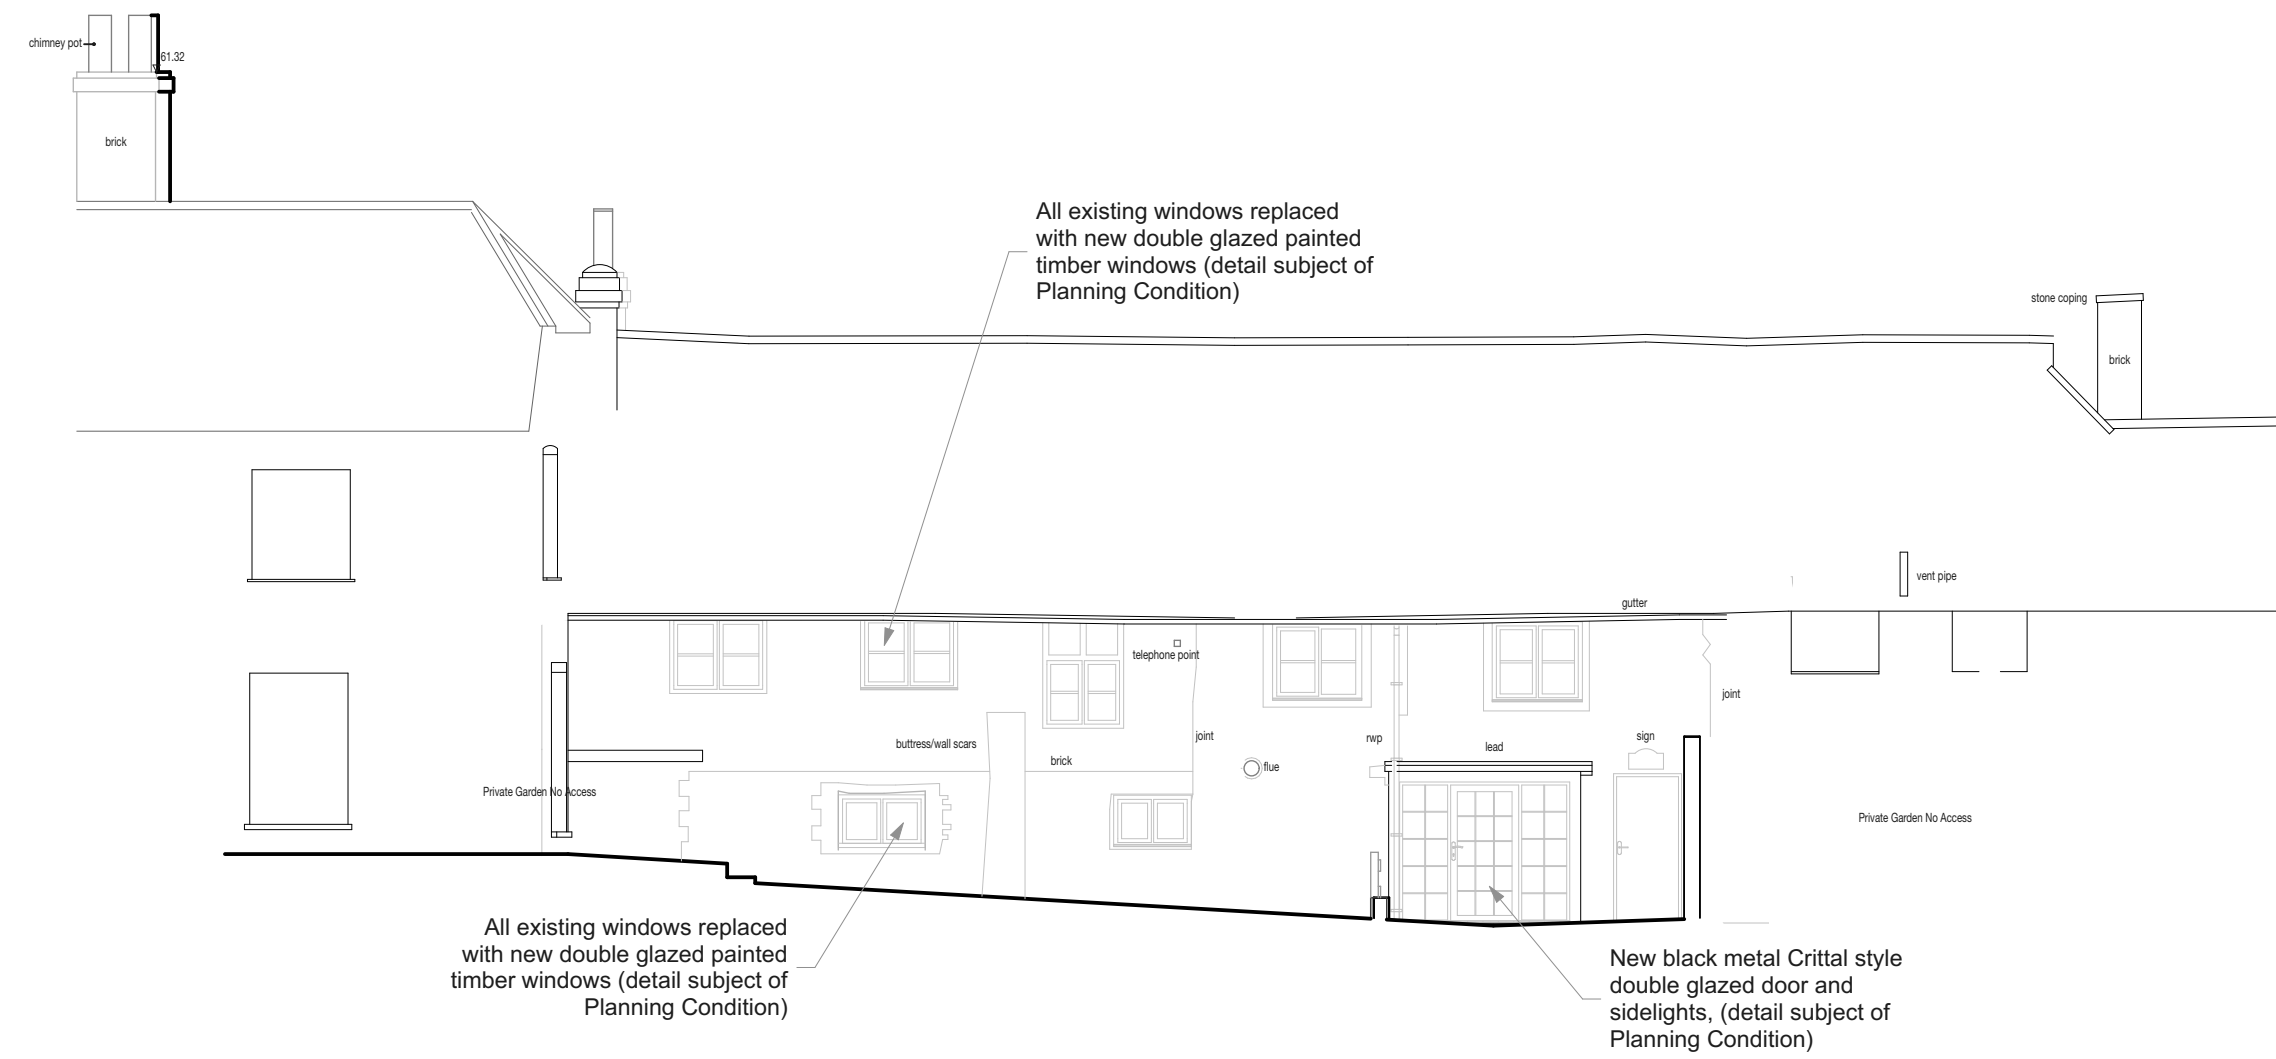 chimney pot
61.32
brick
All existing windows replaced
with new double glazed painted
timber windows (detail subject of
Planning Condition)
stone coping
brick
vent pipe
gutter
telephone point
joint
buttress/wall scars
joint
rwp
sign
lead
brick
flue
Private Garden No Access
Private Garden No Access
All existing windows replaced
with new double glazed painted
timber windows (detail subject of
Planning Condition)
New black metal Crittal style
double glazed door and
sidelights, (detail subject of
Planning Condition)